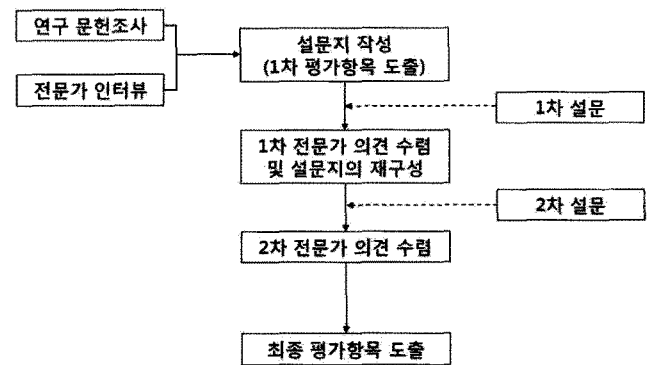 연구 문헌조사
전문가 인터뷰
설문지 작성
(1차 평가항목 도출)
1차 설문
1차 전문가 의견 수렴
및 설문지의 재구성
2차 설문
2차 전문가 의견 수렴
최종 평가항목 도출